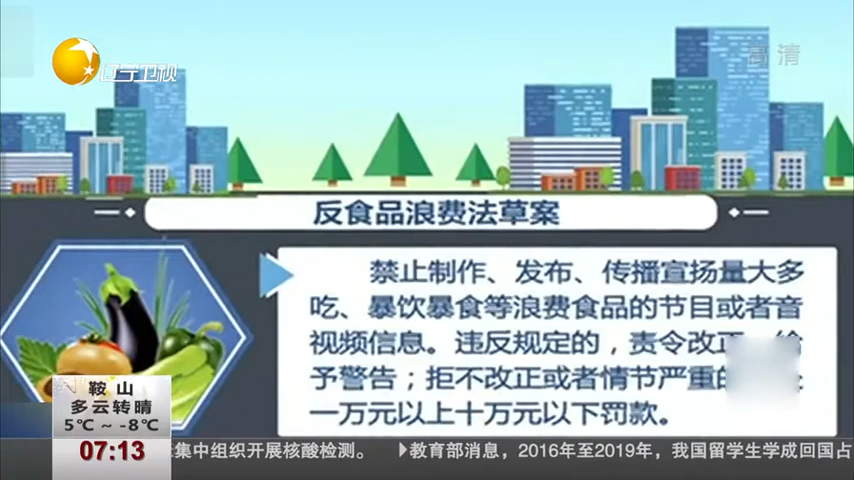 辽宁卫视
高清
反食品浪费法草案
禁止制作、发布、传播宣扬量大多
吃、暴饮暴食等浪费食品的节目或者音
视频信息。违反规定的，责令改正，给
予警告；拒不改正或者情节严重的
一万元以上十万元以下罚款。
鞍山
多云转晴
5℃～-8℃
07:13
集中组织开展核酸检测。 教育部消息，2016年至2019年，我国留学生学成回国占